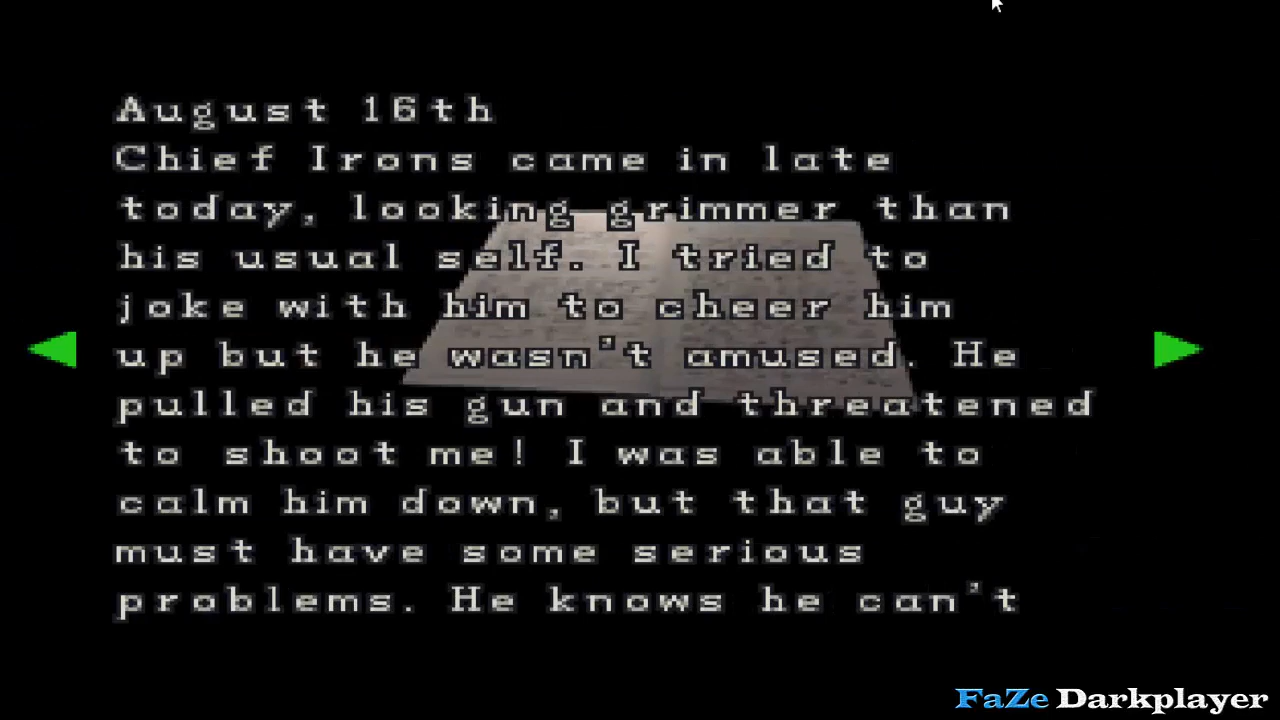 August 16th
Chief Irons came in late
today, looking grimmer than
his usual self. I tried to
joke with him to cheer him
up but he wasn't amused. He
pulled his gun and threatened
to shoot me! I was able to
calm him down, but that guy
must have some serious
problems. He knows he can't
FaZe Darkplayer